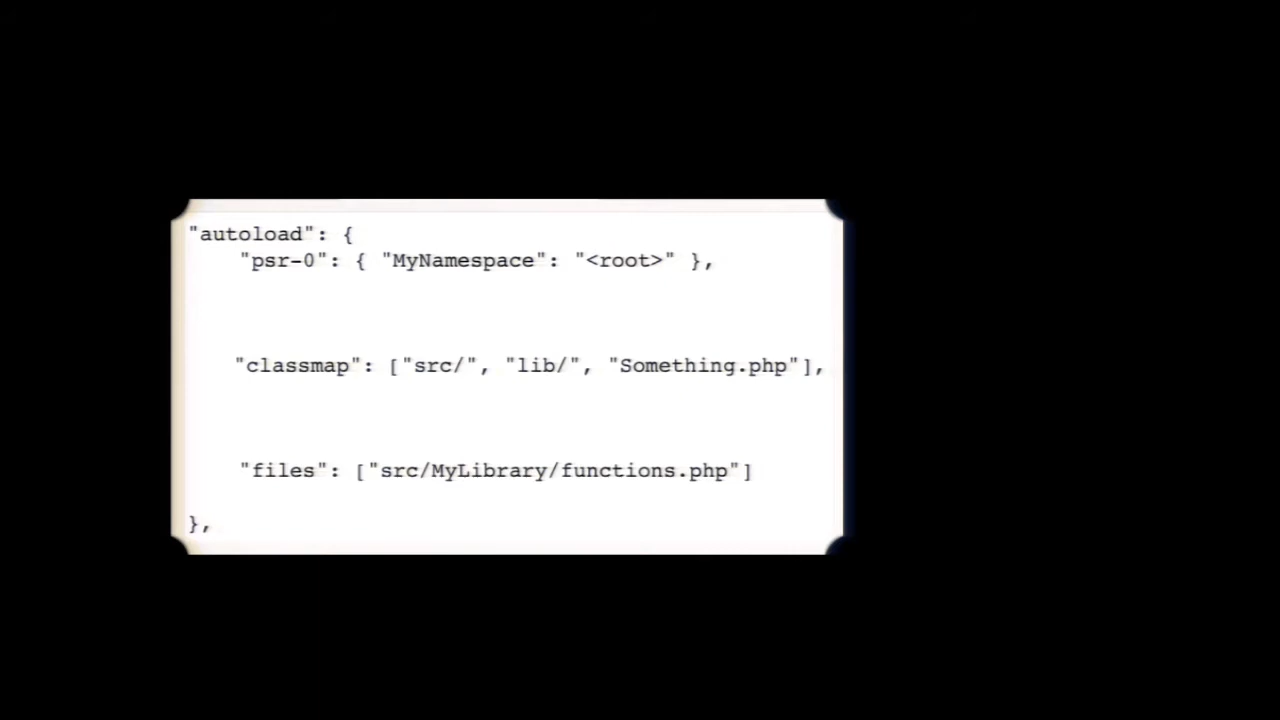 "autoload": {
"psr-0": { "MyNamespace": "<root>" },
"classmap": ["src/", "lib/", "Something.php"],
"files": ["src/MyLibrary/functions.php"]
},